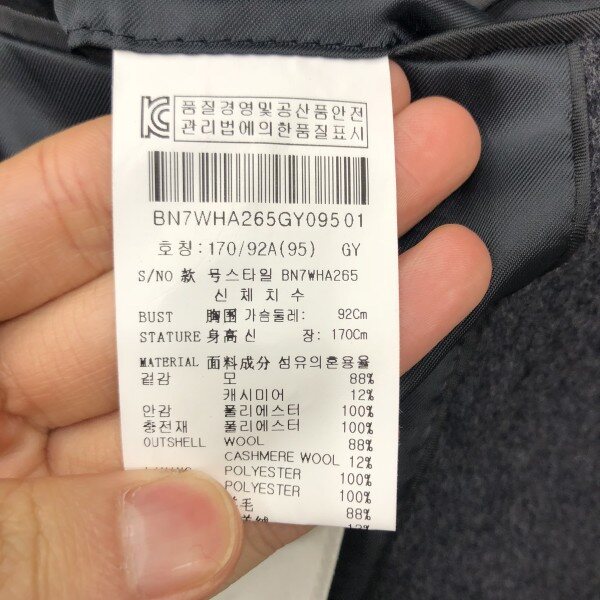 품질경영및공산품안전
관리법에의한품질표시
BN7WHA265GY09501
호칭:170/92A(95) GY
S/NO 款 号스타일 BN7WHA265
신체치수
BUST 胸围 가슴둘레: 92Cm
STATURE 身高 신 장: 170Cm
MATERIAL 面料成分 섬유의혼용율
겉감 모 88%
캐시미어 12%
안감 폴리에스터 100%
충전재 폴리에스터 100%
OUTSHELL WOOL 88%
CASHMERE WOOL 12%
POLYESTER 100%
POLYESTER 100%
羊毛 88%